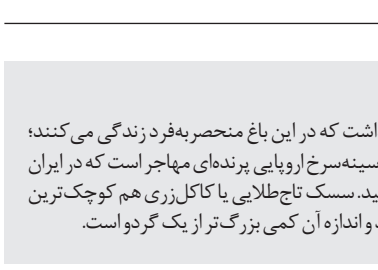 اشت که در این باغ منحصربه‌فرد زندگی می‌کنند؛
سینه‌سرخ اروپایی پرنده‌ای مهاجر است که در ایران
ید. سسک تاج‌طلایی یا کاکل‌زری هم کوچک‌ترین
د و اندازه آن کمی بزرگ‌تر از یک گردو است.